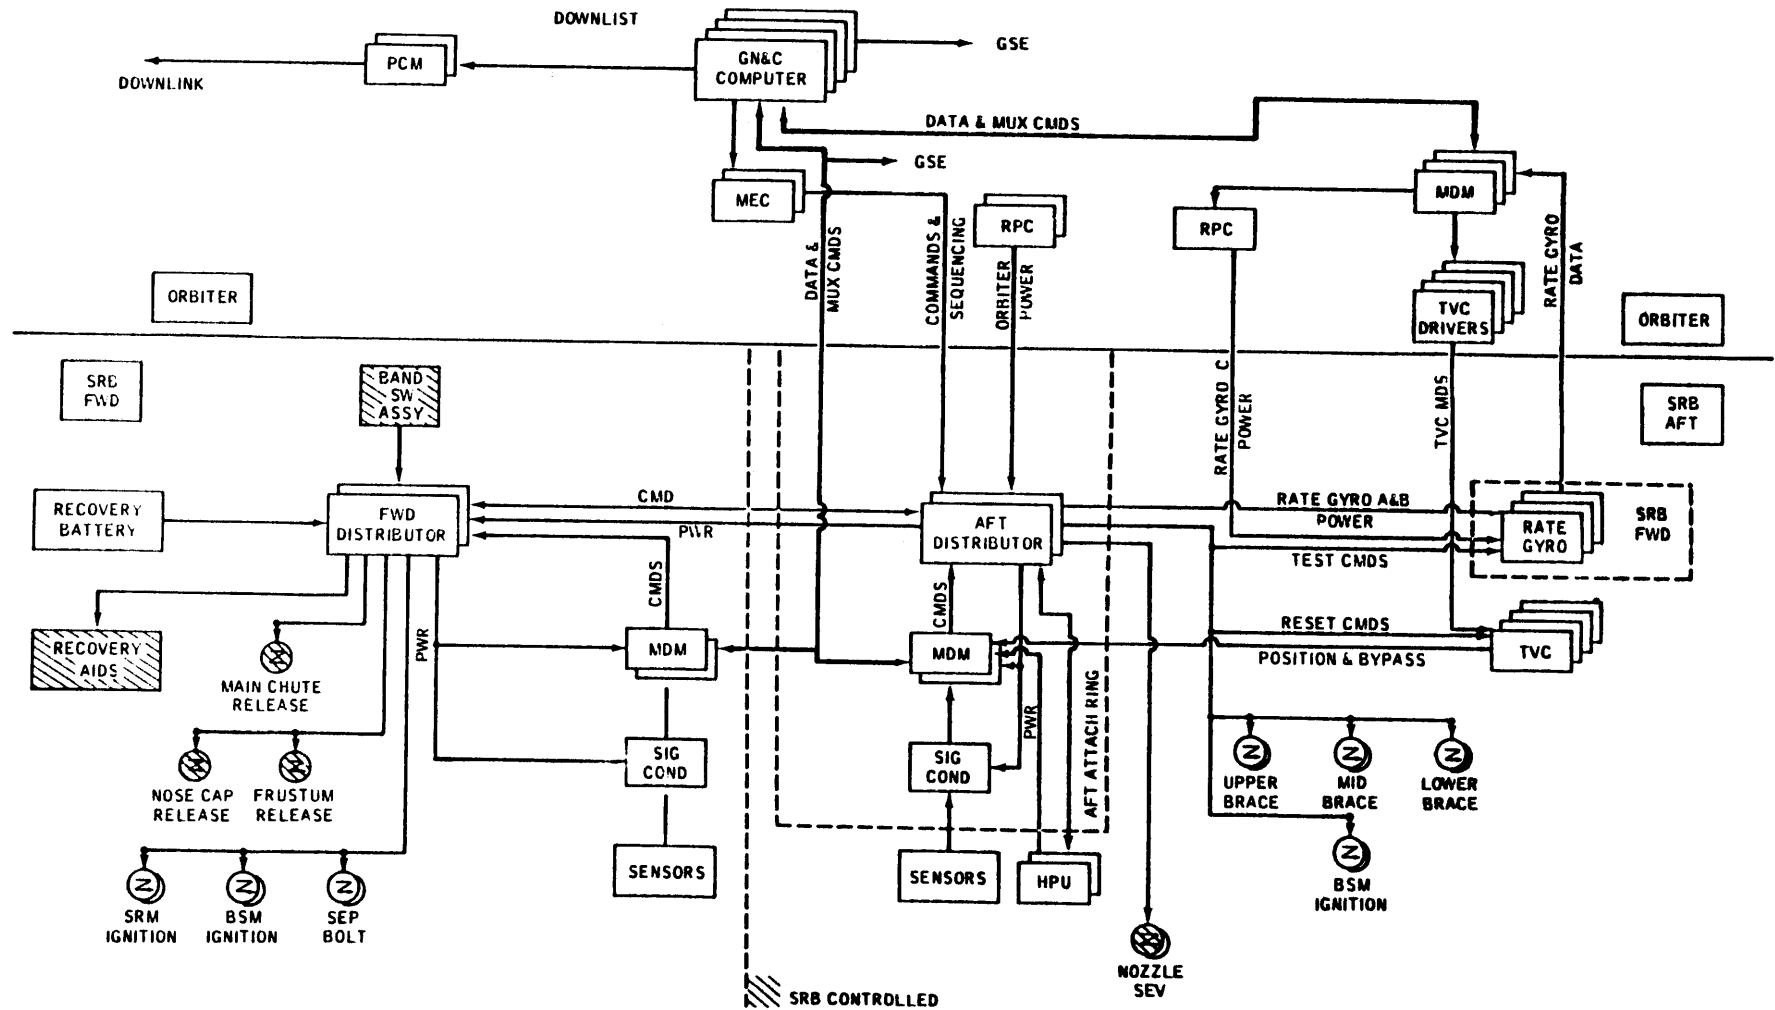 DOWNLIST
GSE
GN&C
COMPUTER
PCM
DOWNLINK
DATA & MUX CMDS
GSE
MEC
RPC
RPC
MDM
DATA &
MUX CMDS
COMMANDS &
SEQUENCING
ORBITER
POWER
RATE GYRO
DATA
TVC
DRIVERS
ORBITER
ORBITER
SRB
FWD
BAND
SW
ASSY
RATE GYRO C
POWER
TVC MDS
SRB
AFT
RECOVERY
BATTERY
FWD
DISTRIBUTOR
CMD
PWR
AFT
DISTRIBUTOR
RATE GYRO A&B
POWER
TEST CMDS
RATE
GYRO
SRB
FWD
RECOVERY
AIDS
MAIN CHUTE
RELEASE
PWR
CMDS
MDM
CMDS
MDM
RESET CMDS
POSITION & BYPASS
TVC
NOSE CAP
RELEASE
FRUSTUM
RELEASE
SIG
COND
SIG
COND
PWR
AFT ATTACH RING
N
UPPER
BRACE
N
MID
BRACE
N
LOWER
BRACE
SENSORS
SENSORS
HPU
N
SRM
IGNITION
N
BSM
IGNITION
N
SEP
BOLT
N
BSM
IGNITION
NOZZLE
SEV
SRB CONTROLLED